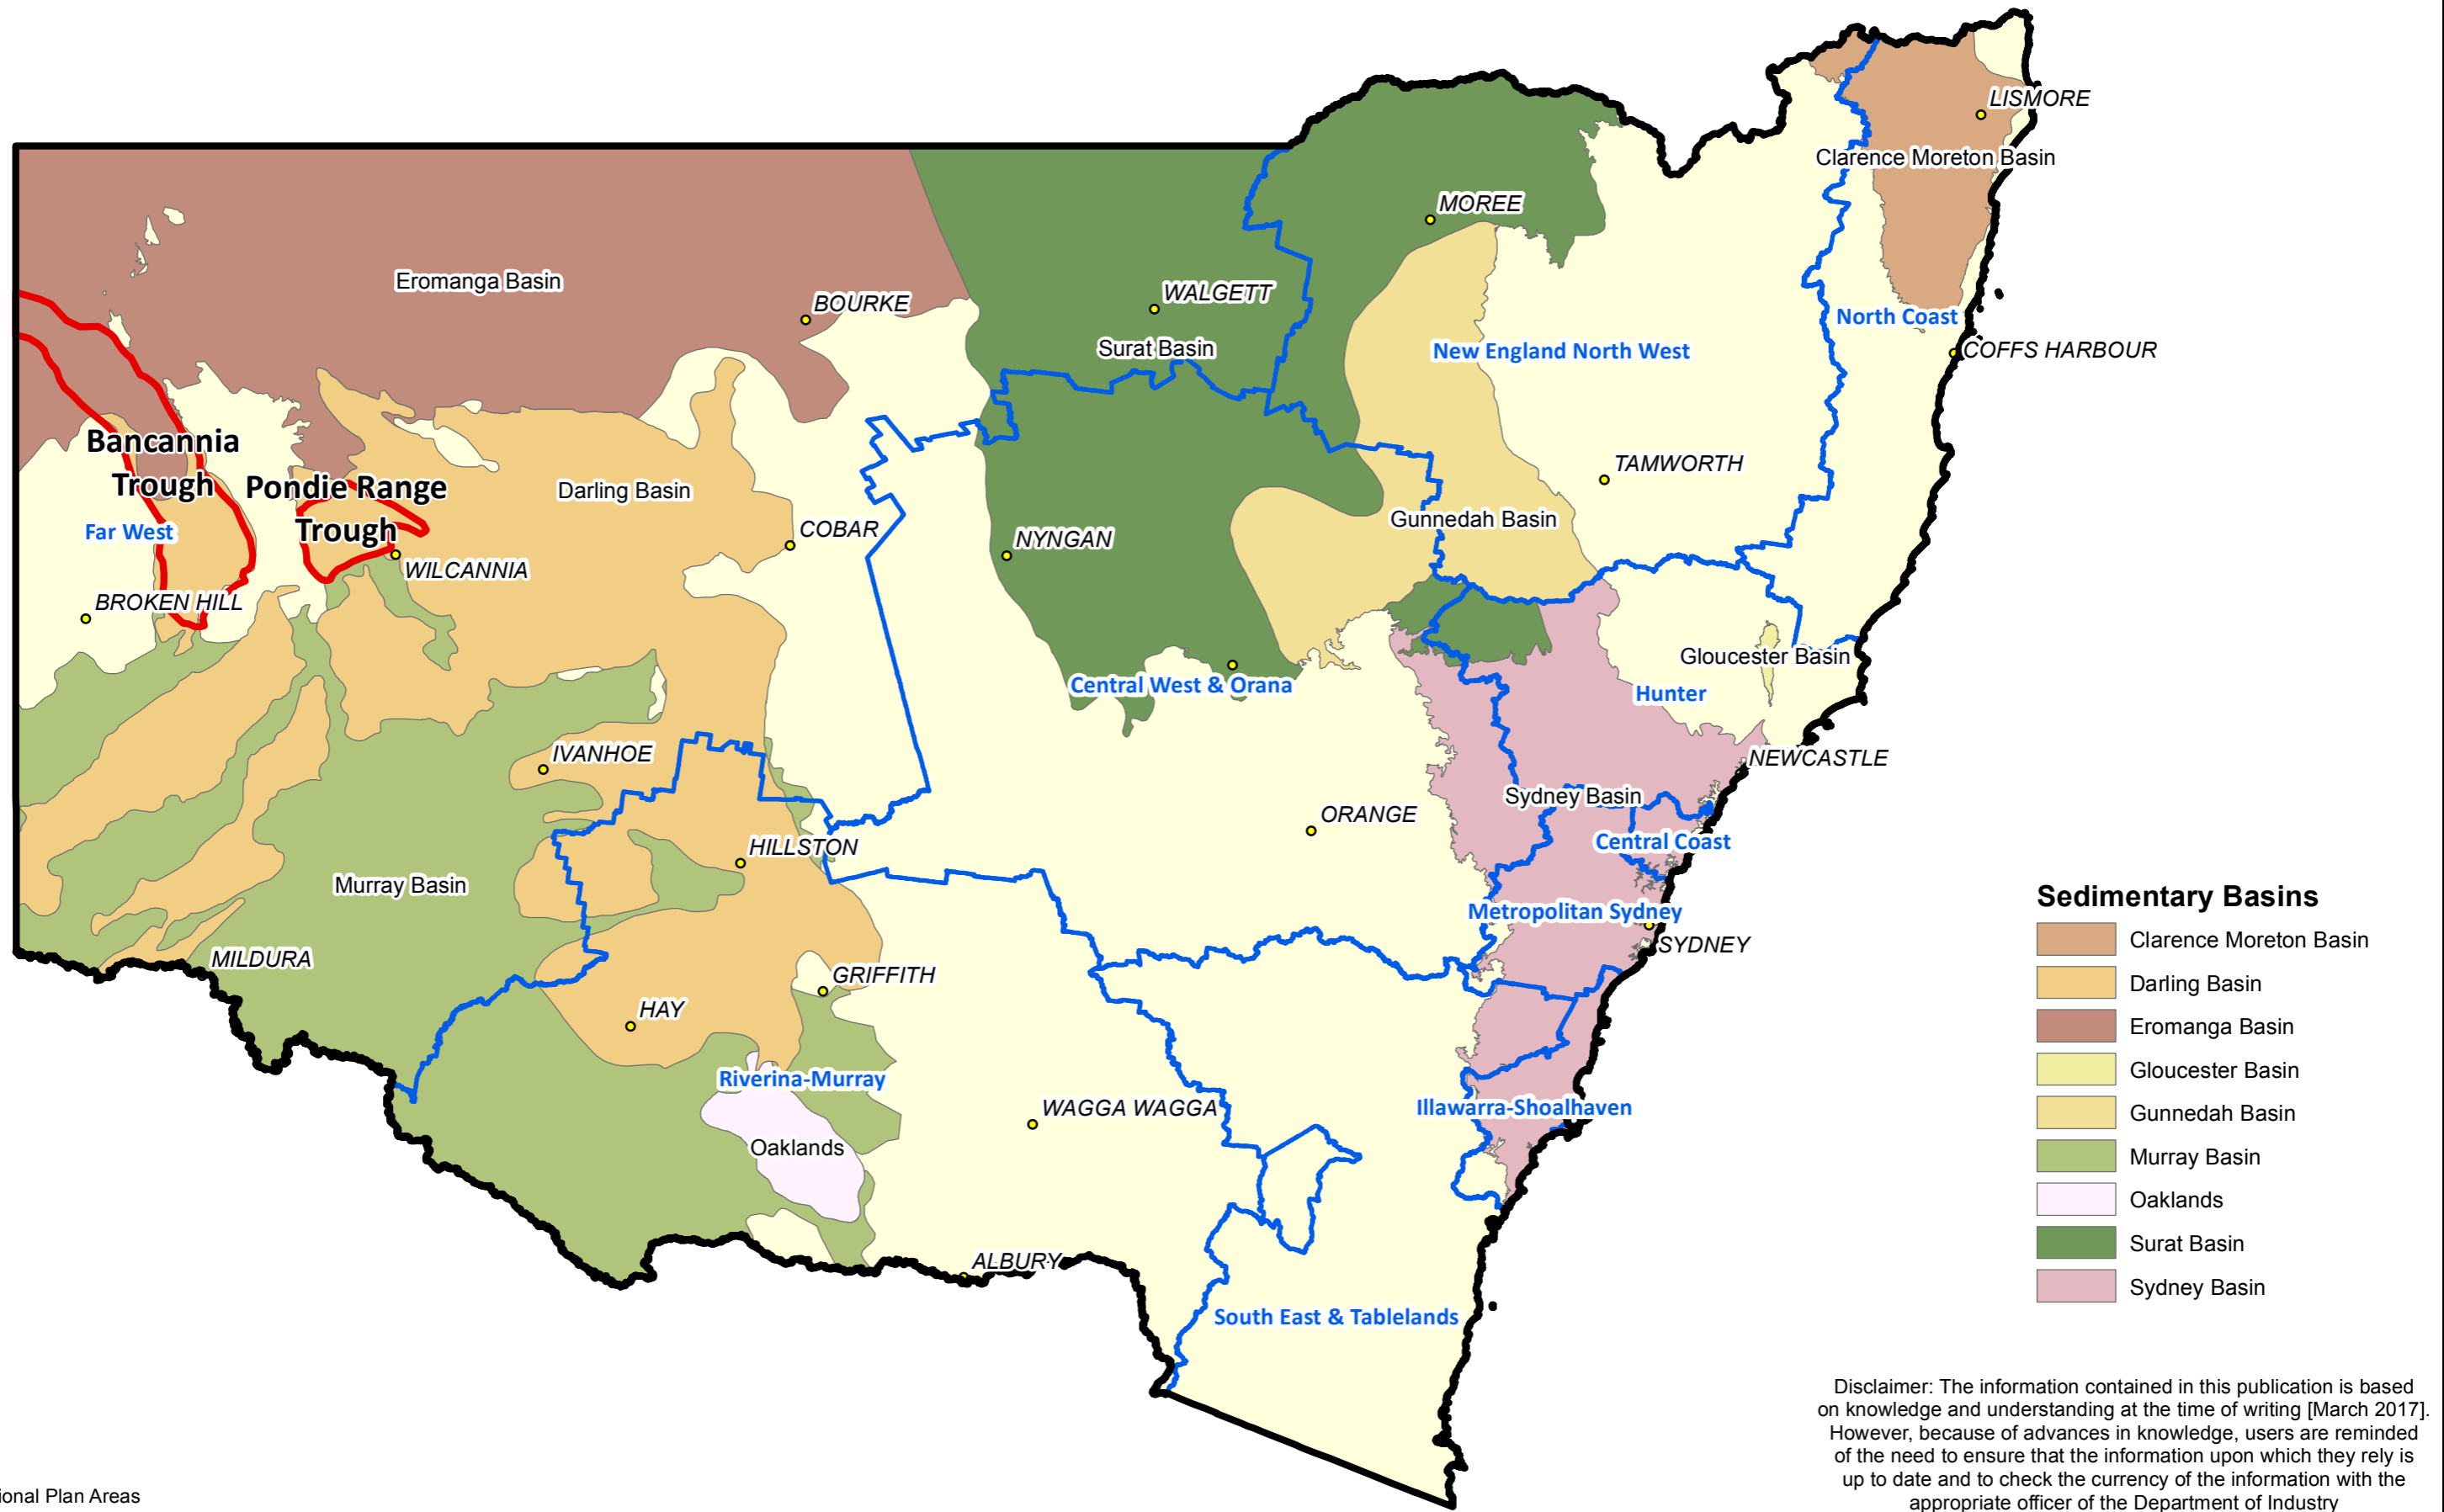 LISMORE
Clarence Moreton Basin
MOREE
Eromanga Basin
BOURKE
WALGETT
Surat Basin
North Coast
New England North West
COFFS HARBOUR
Bancannia
Trough
Pondie Range
Trough
Far West
Darling Basin
COBAR
WILCANNIA
NYNGAN
TAMWORTH
Gunnedah Basin
BROKEN HILL
Gloucester Basin
Central West & Orana
Hunter
IVANHOE
NEWCASTLE
Sydney Basin
ORANGE
Central Coast
HILLSTON
Murray Basin
Metropolitan Sydney
SYDNEY
MILDURA
GRIFFITH
HAY
Riverina-Murray
WAGGA WAGGA
Illawarra-Shoalhaven
Oaklands
ALBURY
South East & Tablelands
Sedimentary Basins
Clarence Moreton Basin
Darling Basin
Eromanga Basin
Gloucester Basin
Gunnedah Basin
Murray Basin
Oaklands
Surat Basin
Sydney Basin
Disclaimer: The information contained in this publication is based
on knowledge and understanding at the time of writing [March 2017].
However, because of advances in knowledge, users are reminded
of the need to ensure that the information upon which they rely is
up to date and to check the currency of the information with the
appropriate officer of the Department of Industry
ional Plan Areas